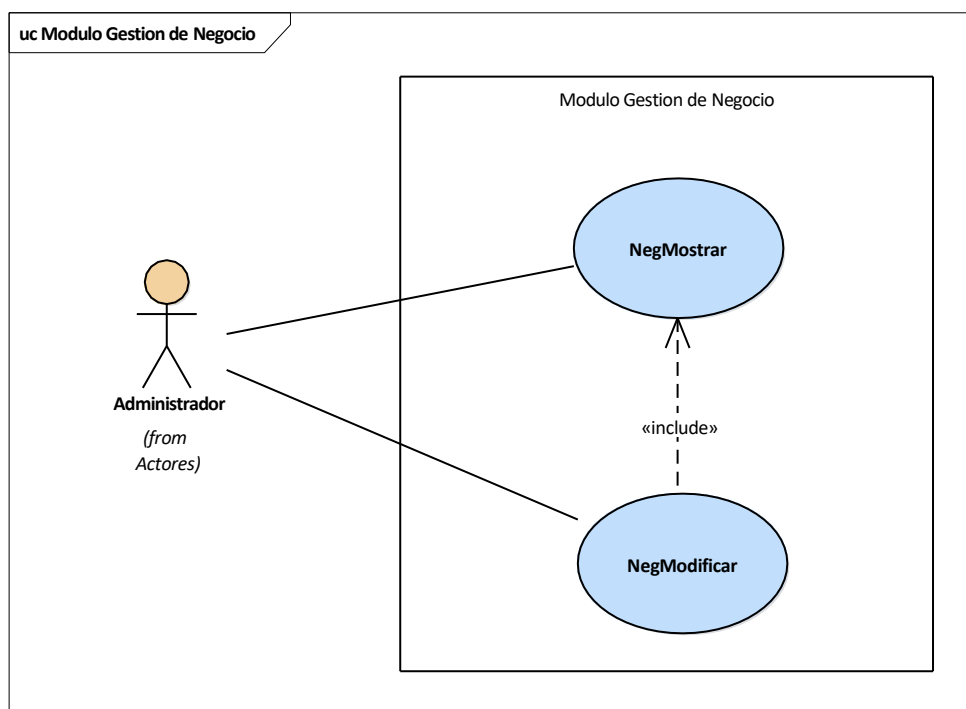 uc Modulo Gestion de Negocio
Modulo Gestion de Negocio
NegMostrar
Administrador
(from
Actores)
«include»
NegModificar